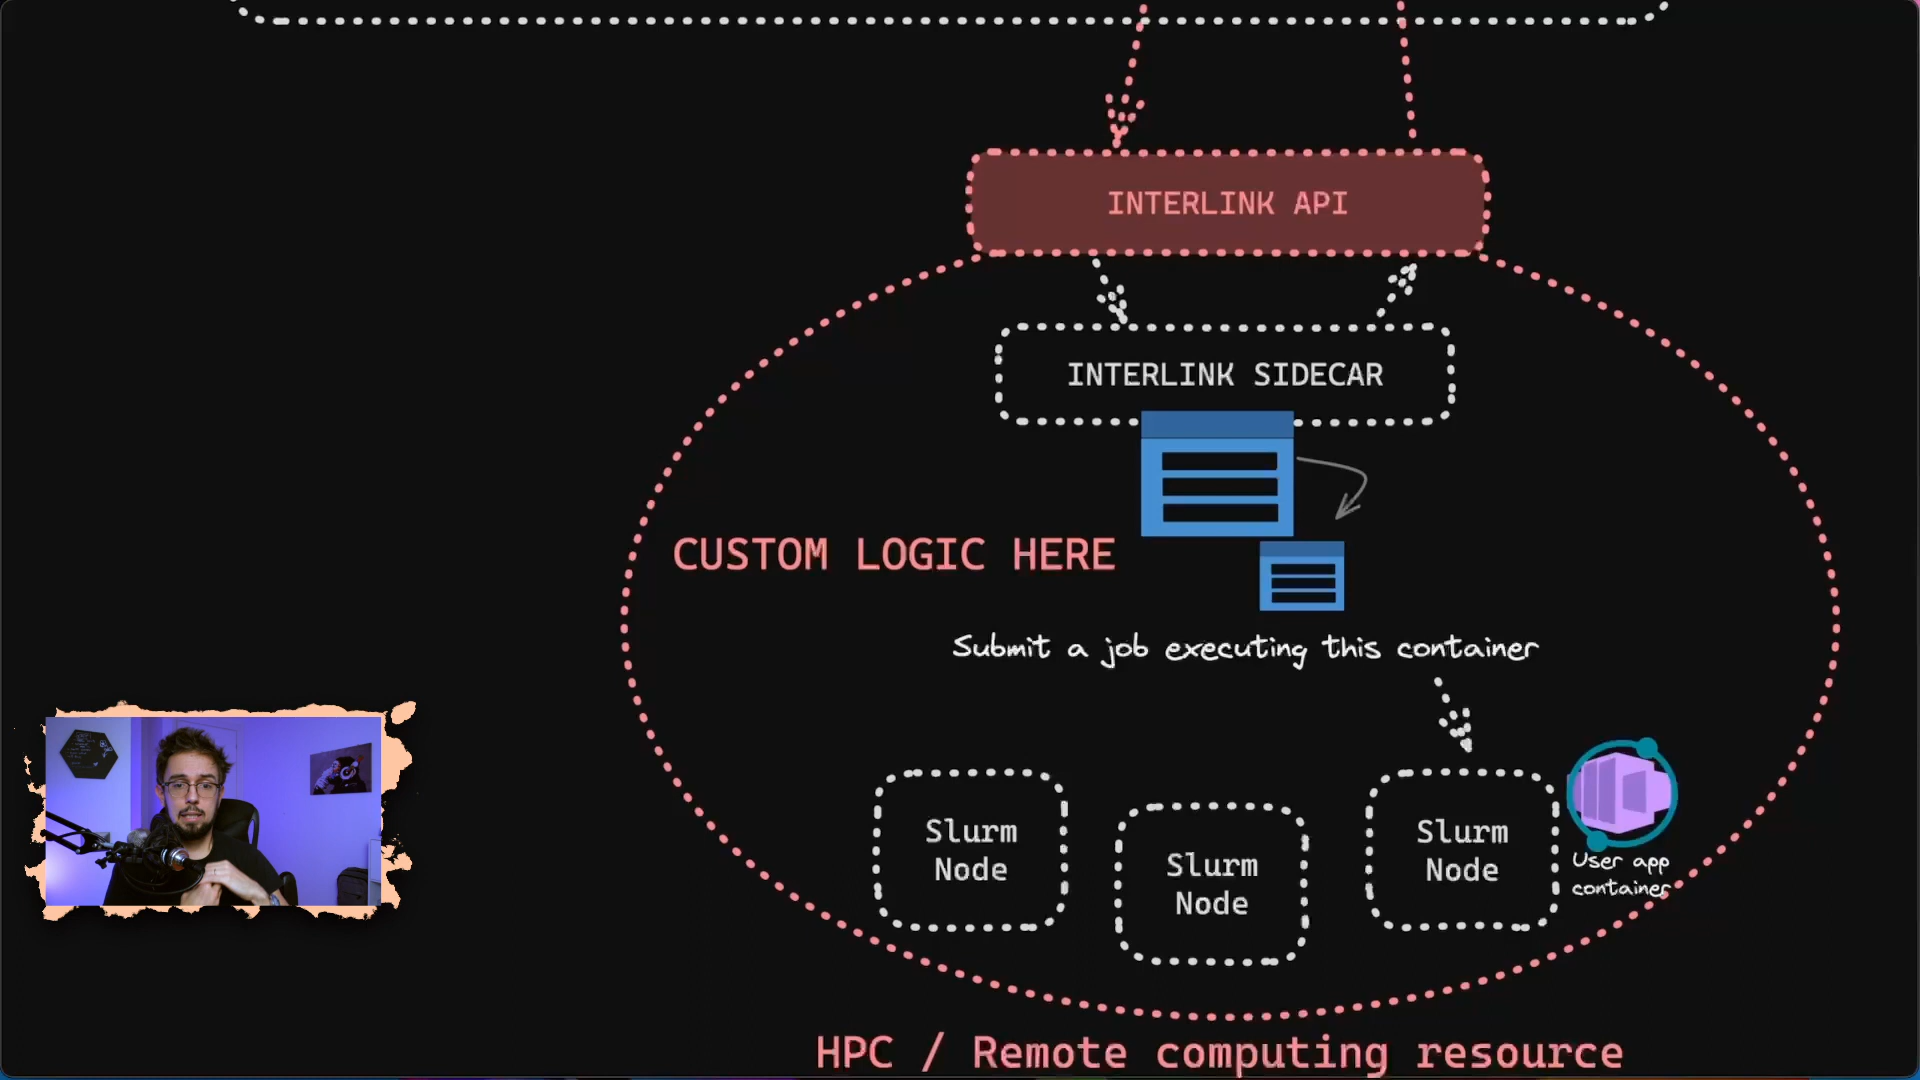 INTERLINK API
INTERLINK SIDECAR
CUSTOM LOGIC HERE
Submit a job executing this container
Slurm
Node
Slurm
Node
Slurm
Node
User app
container
HPC / Remote computing resource